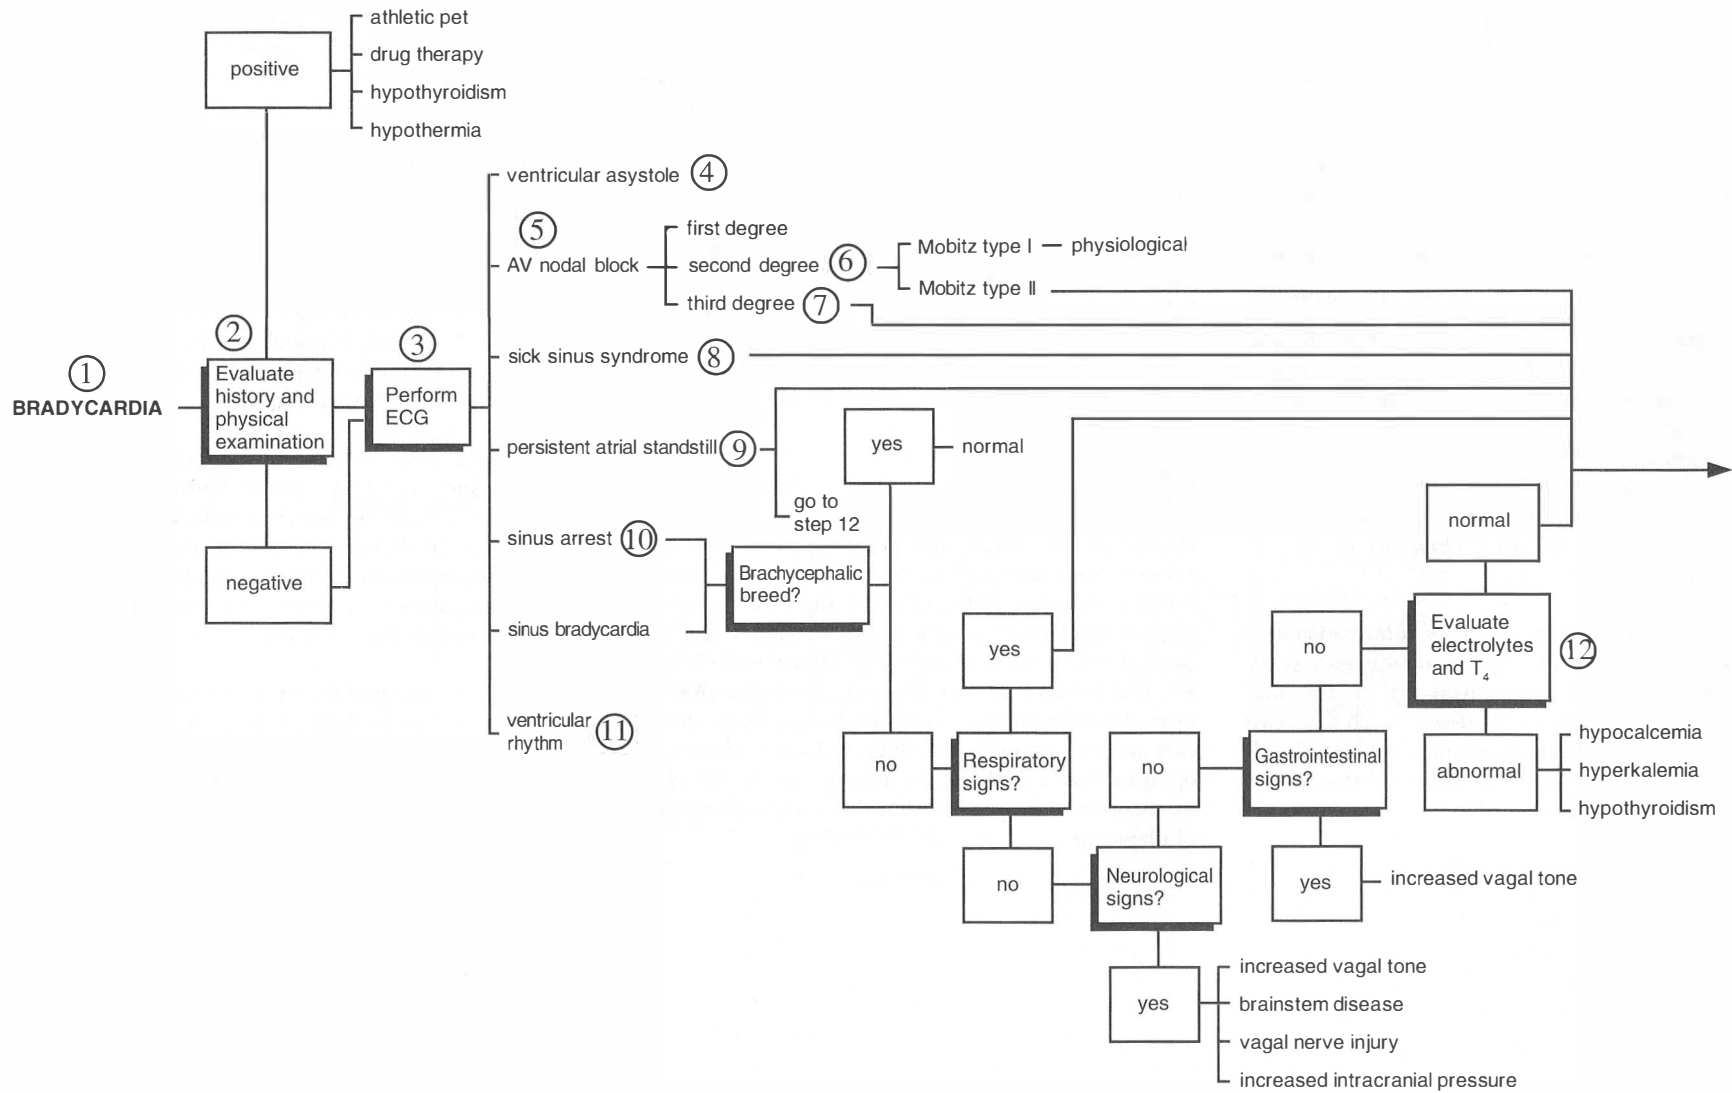 athletic pet
drug therapy
hypothyroidism
hypothermia
positive
ventricular asystole 4
5
AV nodal block
first degree
second degree 6
third degree 7
Mobitz type I
physiological
Mobitz type II
sick sinus syndrome 8
1
BRADYCARDIA
2
Evaluate
history and
physical
examination
3
Perform
ECG
negative
persistent atrial standstill 9
go to
step 12
yes
normal
sinus arrest 10
sinus bradycardia
Brachycephalic
breed?
ventricular
rhythm 11
no
Respiratory
signs?
yes
no
Neurological
signs?
no
yes
increased vagal tone
brainstem disease
vagal nerve injury
increased intracranial pressure
Gastrointestinal
signs?
no
yes
increased vagal tone
Evaluate
electrolytes
and T4
12
normal
abnormal
hypocalcemia
hyperkalemia
hypothyroidism